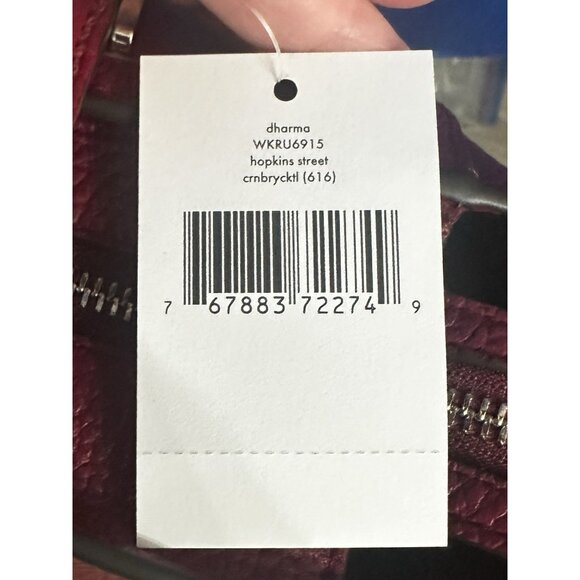 dharma
WKRU6915
hopkins street
crnbrycktl (616)
7 67883 72274 9